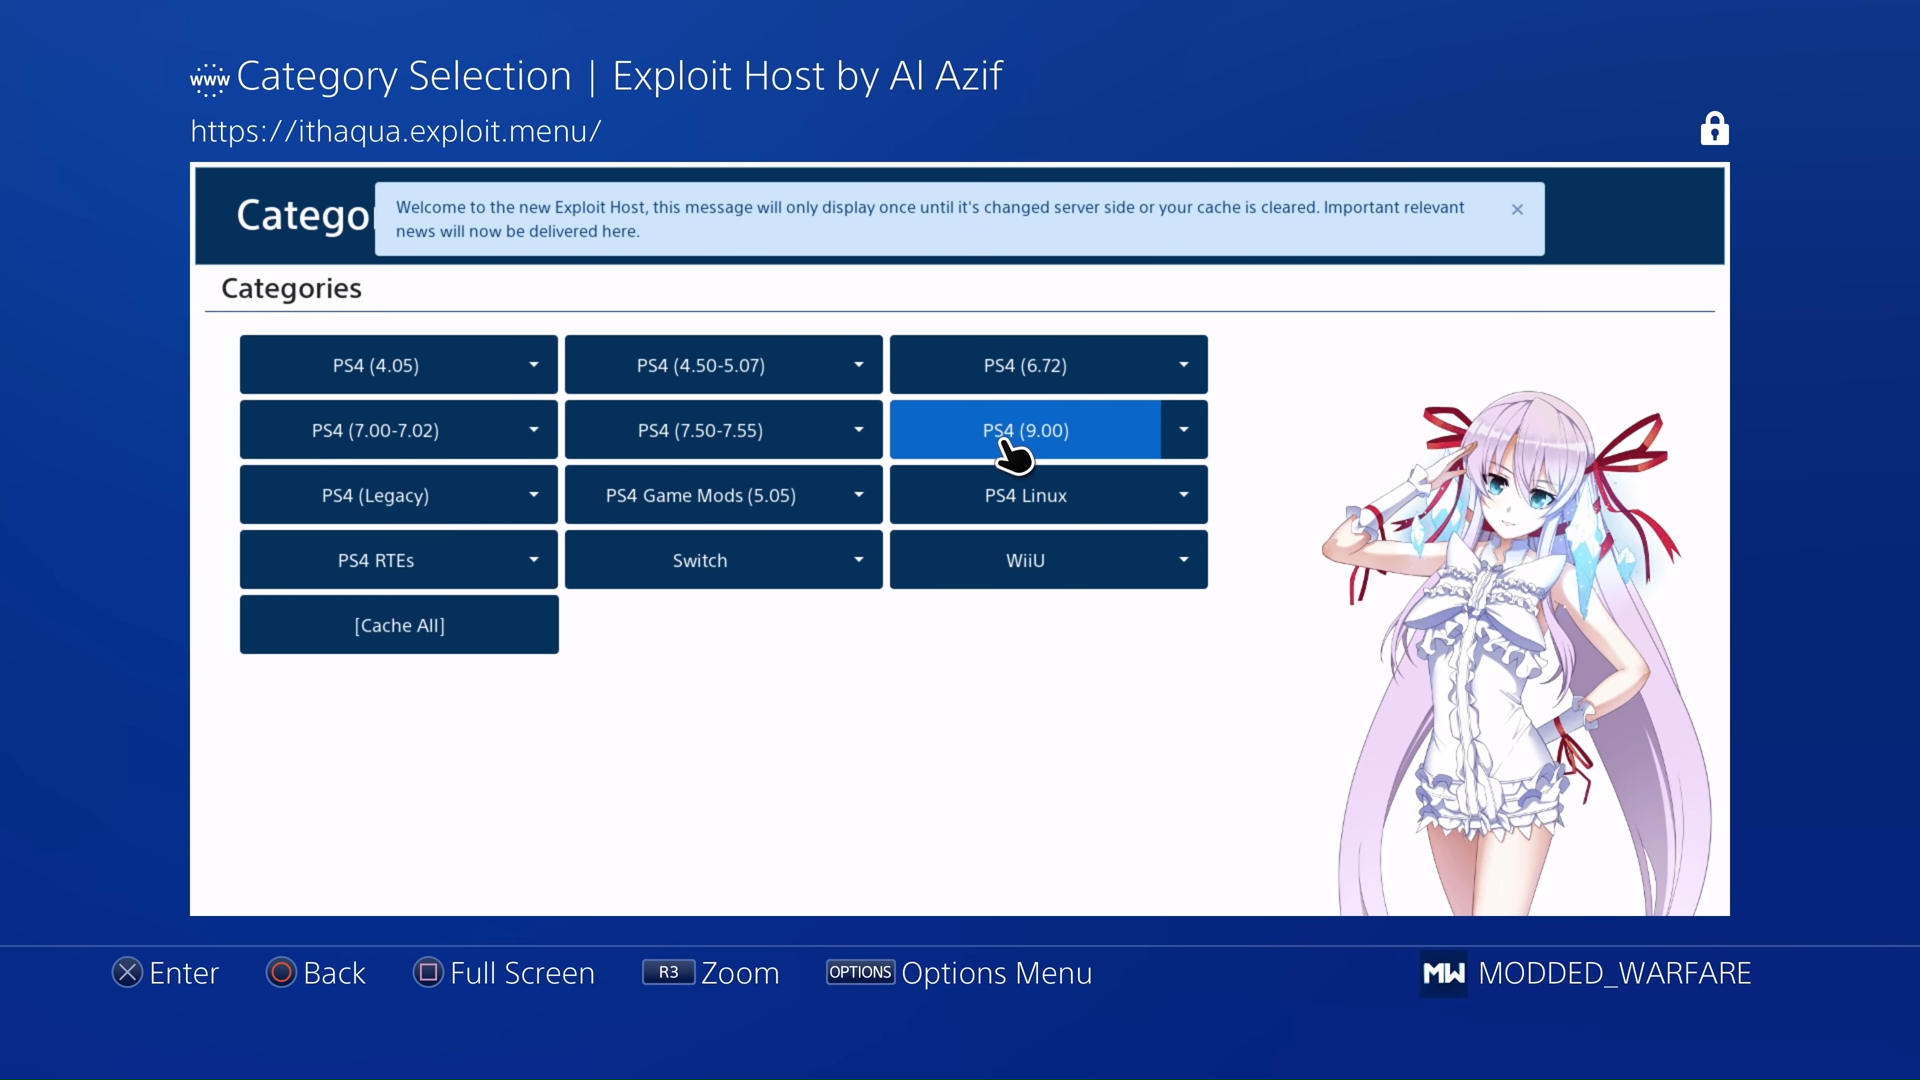 www Category Selection | Exploit Host by Al Azif
https://ithaqua.exploit.menu/
Catego
Welcome to the new Exploit Host, this message will only display once until it's changed server side or your cache is cleared. Important relevant
news will now be delivered here.
×
Categories
PS4 (4.05)
PS4 (4.50-5.07)
PS4 (6.72)
PS4 (7.00-7.02)
PS4 (7.50-7.55)
PS4 (9.00)
PS4 (Legacy)
PS4 Game Mods (5.05)
PS4 Linux
PS4 RTEs
Switch
WiiU
[Cache All]
Enter
Back
Full Screen
R3 Zoom
OPTIONS Options Menu
MW MODDED_WARFARE